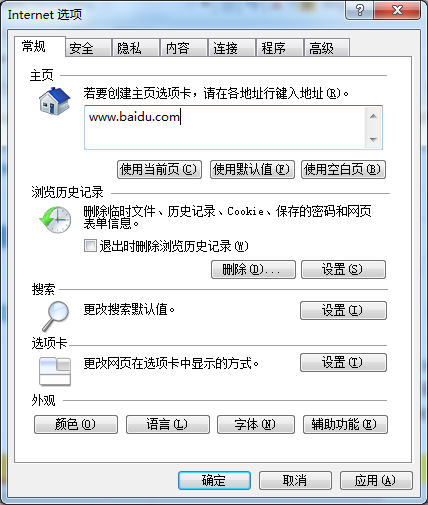 Internet 选项
常规 安全 隐私 内容 连接 程序 高级
主页
若要创建主页选项卡，请在各地址行键入地址(R)。
www.baidu.com
使用当前页(C) 使用默认值(F) 使用空白页(B)
浏览历史记录
删除临时文件、历史记录、Cookie、保存的密码和网页
表单信息。
退出时删除浏览历史记录(W)
删除(D)... 设置(S)
搜索
更改搜索默认值。 设置(I)
选项卡
更改网页在选项卡中显示的方式。 设置(T)
外观
颜色(O) 语言(L) 字体(N) 辅助功能(E)
确定 取消 应用(A)